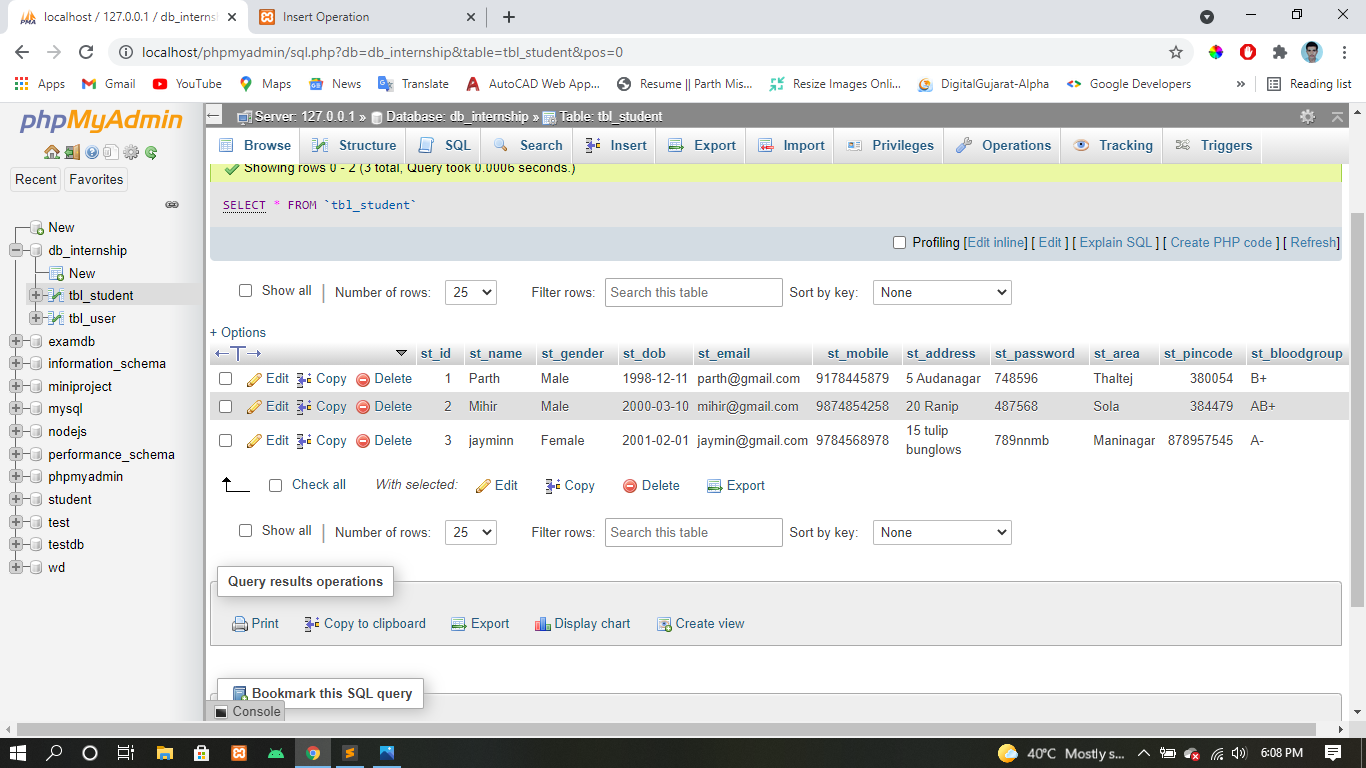 localhost / 127.0.0.1 / db_interns
Insert Operation
localhost/phpmyadmin/sql.php?db=db_internship&table=tbl_student&pos=0
Apps Gmail YouTube Maps News Translate AutoCAD Web App... Resume || Parth Mis... Resize Images Onli... DigitalGujarat-Alpha Google Developers » Reading list
phpMyAdmin
Recent Favorites
New
db_internship
New
tbl_student
tbl_user
examdb
information_schema
miniproject
mysql
nodejs
performance_schema
phpmyadmin
student
test
testdb
wd
Server: 127.0.0.1 » Database: db_internship » Table: tbl_student
Browse Structure SQL Search Insert Export Import Privileges Operations Tracking Triggers
Showing rows 0 - 2 (3 total, Query took 0.0006 seconds.)
SELECT * FROM `tbl_student`
Profiling [Edit inline] [ Edit ] [ Explain SQL ] [ Create PHP code ] [ Refresh]
Show all | Number of rows: 25 Filter rows: Search this table Sort by key: None
+ Options
←T→ st_id st_name st_gender st_dob st_email st_mobile st_address st_password st_area st_pincode st_bloodgroup
Edit Copy Delete 1 Parth Male 1998-12-11 parth@gmail.com 9178445879 5 Audanagar 748596 Thaltej 380054 B+
Edit Copy Delete 2 Mihir Male 2000-03-10 mihir@gmail.com 9874854258 20 Ranip 487568 Sola 384479 AB+
Edit Copy Delete 3 jayminn Female 2001-02-01 jaymin@gmail.com 9784568978 15 tulip bunglows 789nnmb Maninagar 878957545 A-
Check all With selected: Edit Copy Delete Export
Show all | Number of rows: 25 Filter rows: Search this table Sort by key: None
Query results operations
Print Copy to clipboard Export Display chart Create view
Bookmark this SQL query
Console
40°C Mostly s... 6:08 PM